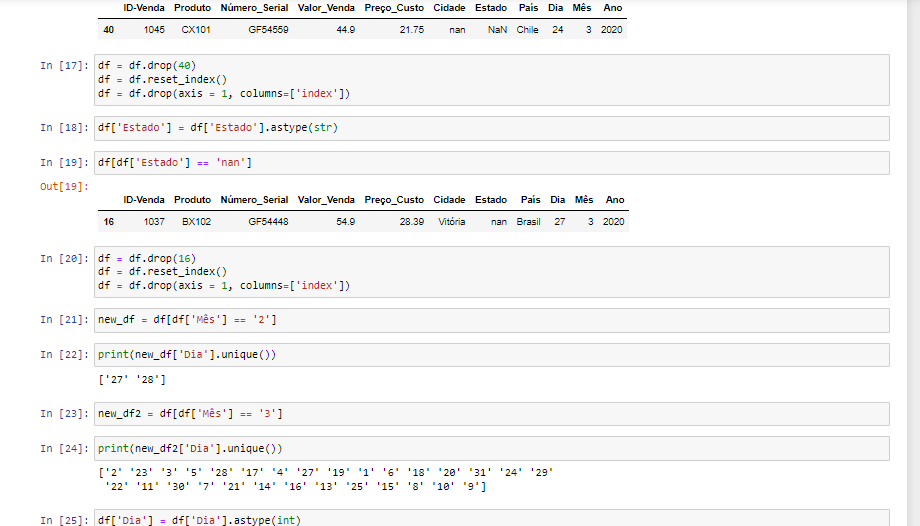 ID-Venda Produto Número_Serial Valor_Venda Preço_Custo Cidade Estado País Dia Mês Ano
40 1045 CX101 GF54559 44.9 21.75 nan NaN Chile 24 3 2020
In [17]: df = df.drop(40)
df = df.reset_index()
df = df.drop(axis = 1, columns=['index'])
In [18]: df['Estado'] = df['Estado'].astype(str)
In [19]: df[df['Estado'] == 'nan']
Out[19]:
ID-Venda Produto Número_Serial Valor_Venda Preço_Custo Cidade Estado País Dia Mês Ano
16 1037 BX102 GF54448 54.9 28.39 Vitória nan Brasil 27 3 2020
In [20]: df = df.drop(16)
df = df.reset_index()
df = df.drop(axis = 1, columns=['index'])
In [21]: new_df = df[df['Mês'] == '2']
In [22]: print(new_df['Dia'].unique())
['27' '28']
In [23]: new_df2 = df[df['Mês'] == '3']
In [24]: print(new_df2['Dia'].unique())
['2' '23' '3' '5' '28' '17' '4' '27' '19' '1' '6' '18' '20' '31' '24' '29'
'22' '11' '30' '7' '21' '14' '16' '13' '25' '15' '8' '10' '9']
In [25]: df['Dia'] = df['Dia'].astype(int)